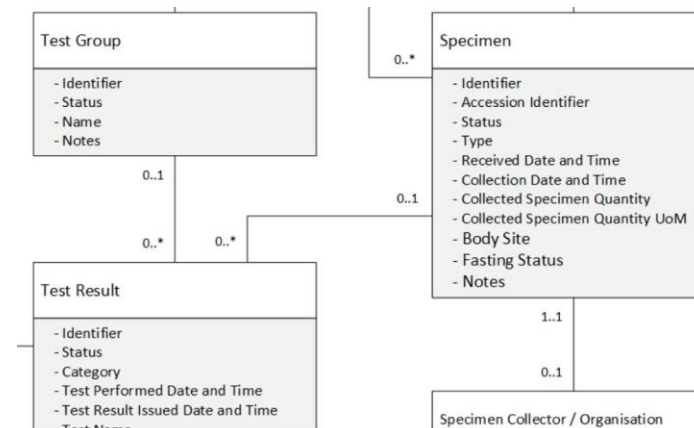 Test Group
- Identifier
- Status
- Name
- Notes
0..1
0..*
0..*
Test Result
- Identifier
- Status
- Category
- Test Performed Date and Time
- Test Result Issued Date and Time
- Test Name
0..*
Specimen
- Identifier
- Accession Identifier
- Status
- Type
- Received Date and Time
- Collection Date and Time
- Collected Specimen Quantity
- Collected Specimen Quantity UoM
- Body Site
- Fasting Status
- Notes
0..1
1..1
0..1
Specimen Collector / Organisation